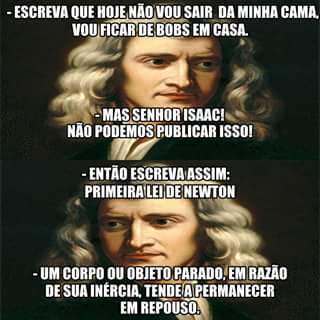 - ESCREVA QUE HOJE NÃO VOU SAIR DA MINHA CAMA,
VOU FICAR DE BOBS EM CASA.
- MAS SENHOR ISAAC!
NÃO PODEMOS PUBLICAR ISSO!
- ENTÃO ESCREVA ASSIM:
PRIMEIRA LEI DE NEWTON
- UM CORPO OU OBJETO PARADO, EM RAZÃO
DE SUA INÉRCIA, TENDE A PERMANECER
EM REPOUSO.